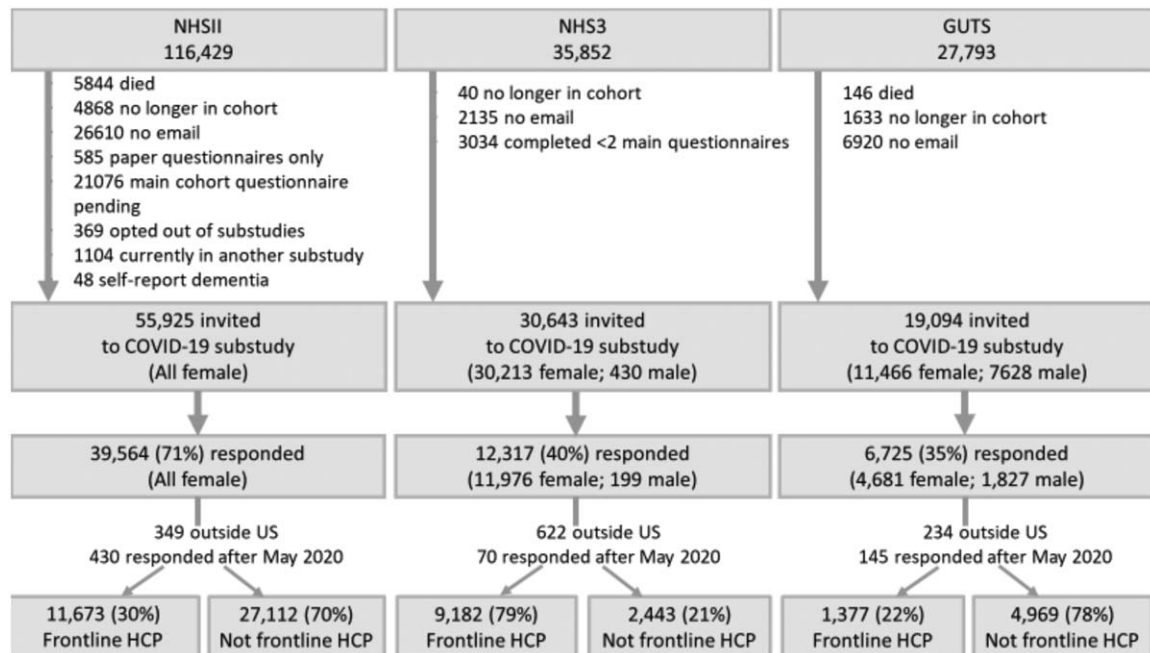 NHSII
116,429
5844 died
4868 no longer in cohort
26610 no email
585 paper questionnaires only
21076 main cohort questionnaire
pending
369 opted out of substudies
1104 currently in another substudy
48 self-report dementia
55,925 invited
to COVID-19 substudy
(All female)
39,564 (71%) responded
(All female)
349 outside US
430 responded after May 2020
11,673 (30%)
Frontline HCP
27,112 (70%)
Not frontline HCP
NHS3
35,852
40 no longer in cohort
2135 no email
3034 completed <2 main questionnaires
30,643 invited
to COVID-19 substudy
(30,213 female; 430 male)
12,317 (40%) responded
(11,976 female; 199 male)
622 outside US
70 responded after May 2020
9,182 (79%)
Frontline HCP
2,443 (21%)
Not frontline HCP
GUTS
27,793
146 died
1633 no longer in cohort
6920 no email
19,094 invited
to COVID-19 substudy
(11,466 female; 7628 male)
6,725 (35%) responded
(4,681 female; 1,827 male)
234 outside US
145 responded after May 2020
1,377 (22%)
Frontline HCP
4,969 (78%)
Not frontline HCP